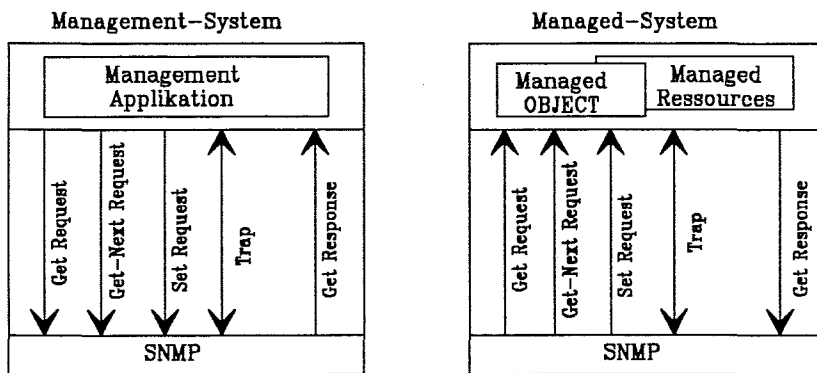 Management-System
Management
Applikation
Get Request
Get-Next Request
Set Request
Trap
Get Response
SNMP
Managed-System
Managed
OBJECT
Managed
Ressources
Get Request
Get-Next Request
Set Request
Trap
Get Response
SNMP